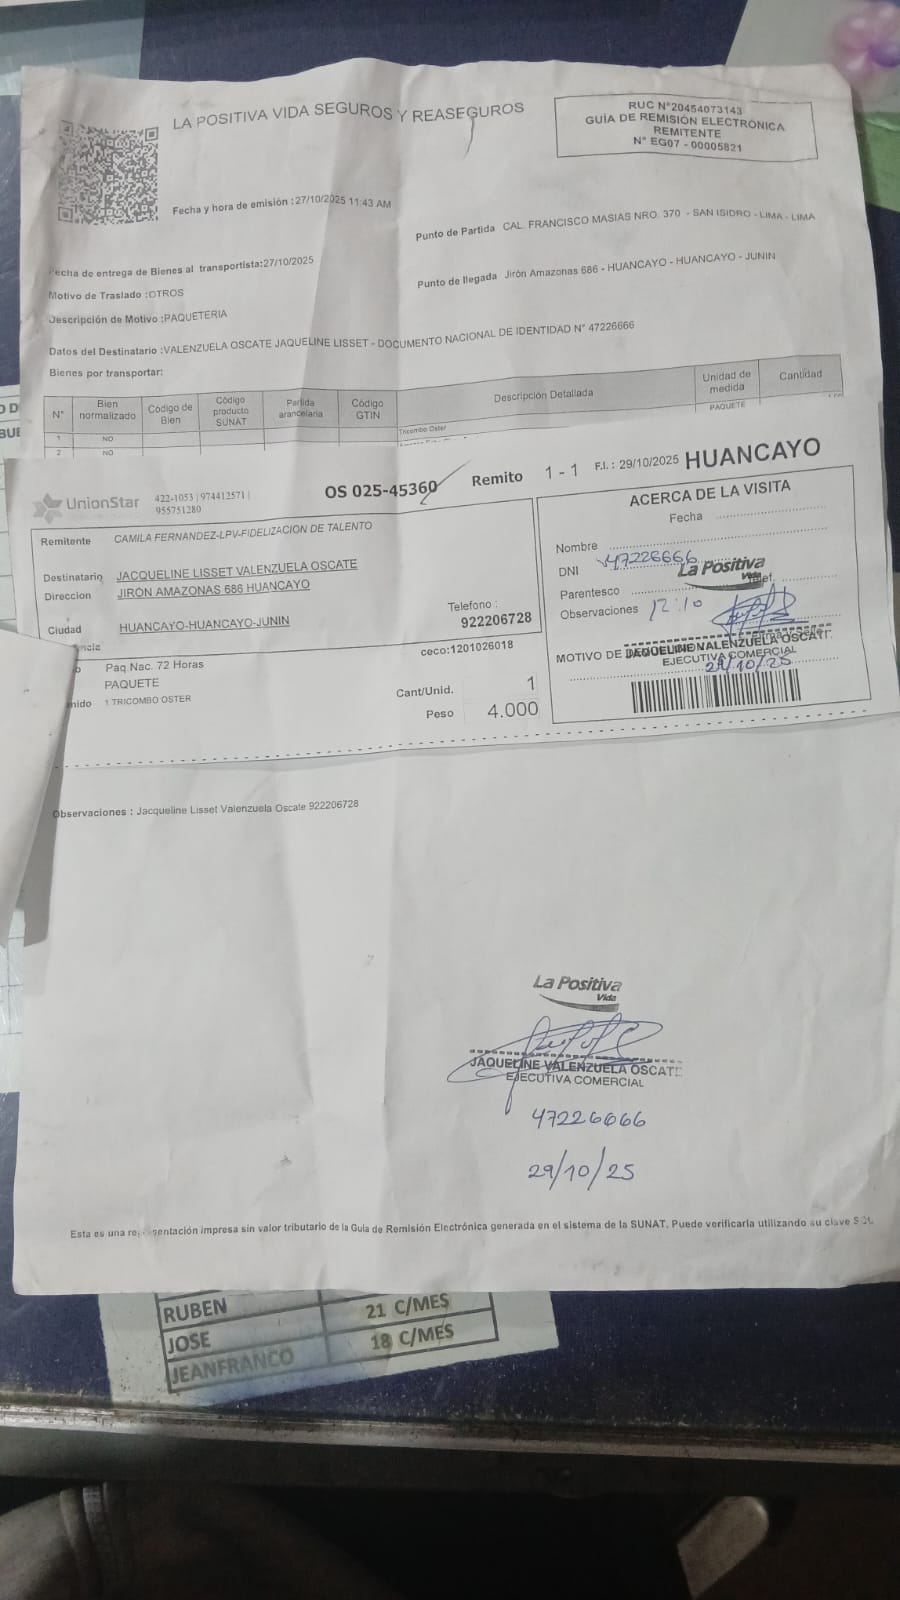 LA POSITIVA VIDA SEGUROS Y REASEGUROS
RUC N°20454073143
GUÍA DE REMISIÓN ELECTRÓNICA
REMITENTE
N° EG07 - 00005821
Fecha y hora de emisión :27/10/2025 11:43 AM
Punto de Partida CAL. FRANCISCO MASIAS NRO. 370 - SAN ISIDRO - LIMA - LIMA
Fecha de entrega de Bienes al transportista:27/10/2025
Punto de llegada Jirón Amazonas 686 - HUANCAYO - HUANCAYO - JUNIN
Motivo de Traslado :OTROS
Descripción de Motivo :PAQUETERIA
Datos del Destinatario :VALENZUELA OSCATE JAQUELINE LISSET - DOCUMENTO NACIONAL DE IDENTIDAD N° 47226666
Bienes por transportar:
N° Bien normalizado Código de Bien Código producto SUNAT Partida arancelaria Código GTIN Descripción Detallada Unidad de medida Cantidad
1 NO Tricombo Oster PAQUETE
2 NO
UnionStar 422-1053 | 974412571 |
955751280
OS 025-45360 Remito 1 - 1 F.I.: 29/10/2025 HUANCAYO
Remitente CAMILA FERNANDEZ-LPV-FIDELIZACION DE TALENTO
Destinatario JACQUELINE LISSET VALENZUELA OSCATE
Direccion JIRON AMAZONAS 686 HUANCAYO
Ciudad HUANCAYO-HUANCAYO-JUNIN
Telefono :
922206728
ceco:1201026018
Paq Nac. 72 Horas
PAQUETE
1 TRICOMBO OSTER
Cant/Unid. 1
Peso 4.000
ACERCA DE LA VISITA
Fecha
Nombre
DNI 47226666
La Positiva
Vida
Parentesco
Observaciones 12:10
MOTIVO DE
JAQUELINE VALENZUELA OSCATE
EJECUTIVA COMERCIAL
29/10/25
Observaciones : Jacqueline Lisset Valenzuela Oscate 922206728
La Positiva
Vida
JAQUELINE VALENZUELA OSCATE
EJECUTIVA COMERCIAL
47226666
29/10/25
Esta es una representación impresa sin valor tributario de la Guía de Remisión Electrónica generada en el sistema de la SUNAT. Puede verificarla utilizando su clave SOL
RUBEN 21 C/MES
JOSE 18 C/MES
JEANFRANCO